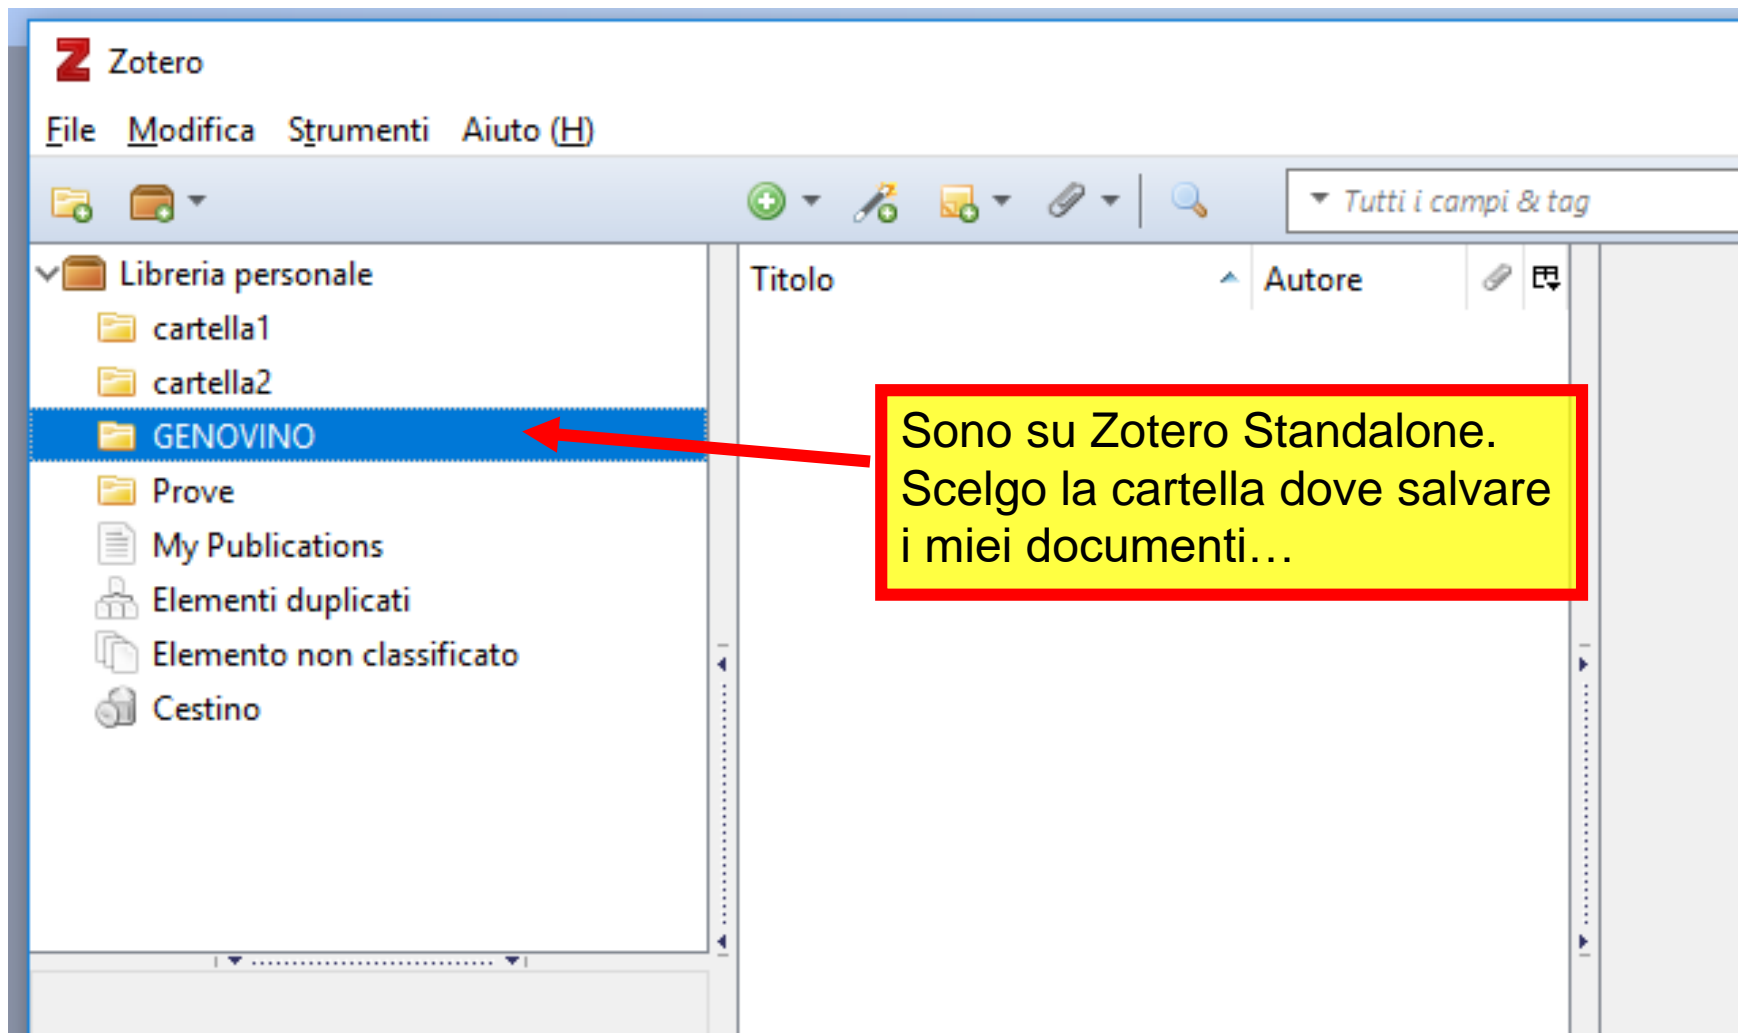 Zotero
File Modifica Strumenti Aiuto (H)
Tutti i campi & tag
Libreria personale
cartella1
cartella2
GENOVINO
Prove
My Publications
Elementi duplicati
Elemento non classificato
Cestino
Titolo Autore
Sono su Zotero Standalone.
Scelgo la cartella dove salvare
i miei documenti…